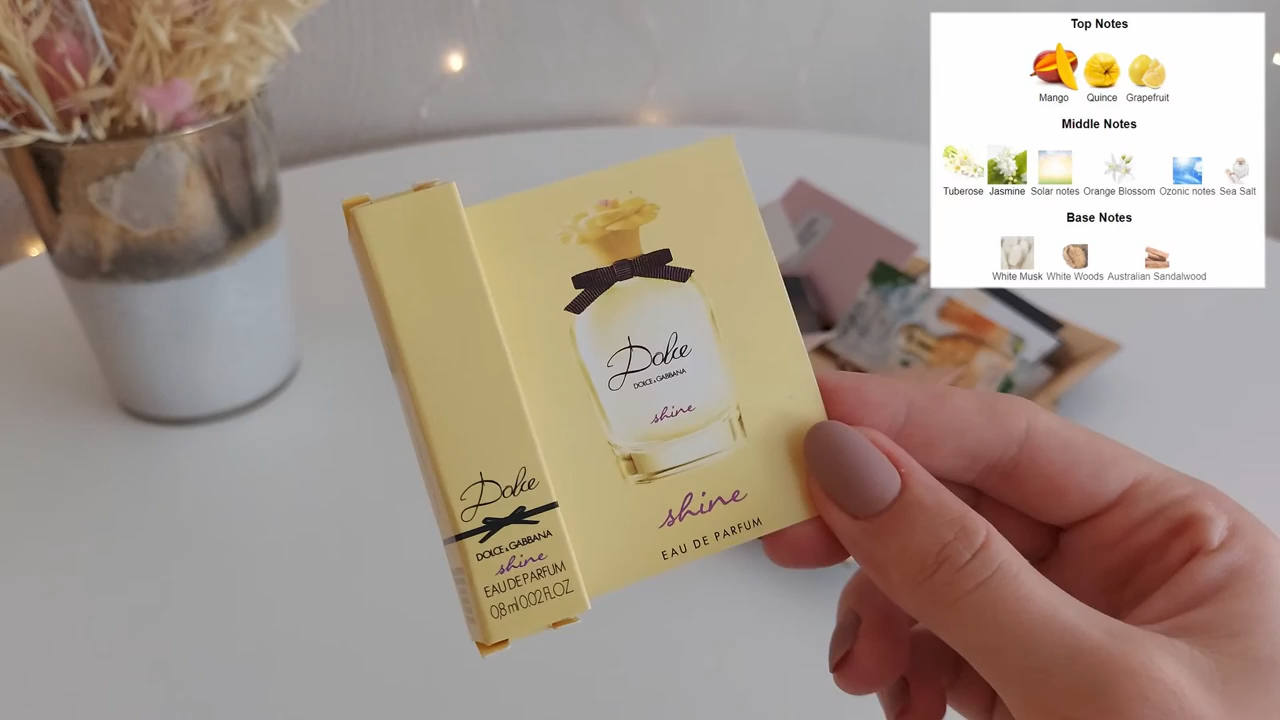 Top Notes
Mango Quince Grapefruit
Middle Notes
Tuberose Jasmine Solar notes Orange Blossom Ozonic notes Sea Salt
Base Notes
White Musk White Woods Australian Sandalwood
Dolce
DOLCE & GABBANA
shine
shine
EAU DE PARFUM
Dolce
DOLCE & GABBANA
shine
EAU DE PARFUM
0,8 ml 0.02 FL.OZ